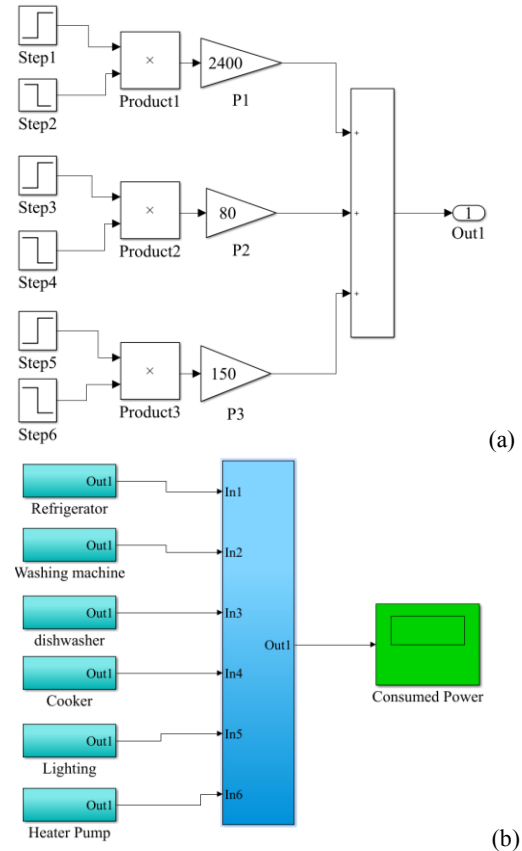 Step1
Step2
×
Product1
2400
P1
Step3
Step4
×
Product2
80
P2
Step5
Step6
×
Product3
150
P3
+
+
+
1
Out1
(a)
Out1
Refrigerator
Out1
Washing machine
Out1
dishwasher
Out1
Cooker
Out1
Lighting
Out1
Heater Pump
In1
In2
In3
In4
In5
In6
Out1
Consumed Power
(b)